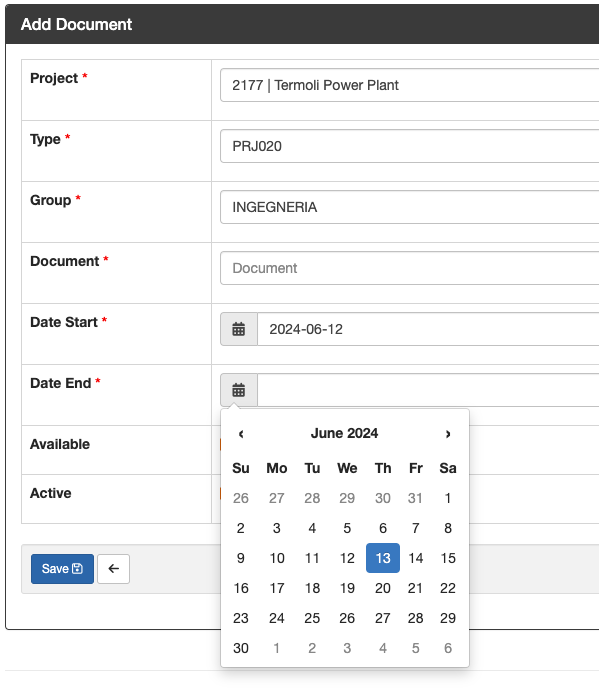 Add Document
Project *
2177 | Termoli Power Plant
Type *
PRJ020
Group *
INGEGNERIA
Document *
Document
Date Start *
2024-06-12
Date End *
‹ June 2024 ›
Su Mo Tu We Th Fr Sa
26 27 28 29 30 31 1
2 3 4 5 6 7 8
9 10 11 12 13 14 15
16 17 18 19 20 21 22
23 24 25 26 27 28 29
30 1 2 3 4 5 6
Available
Active
Save